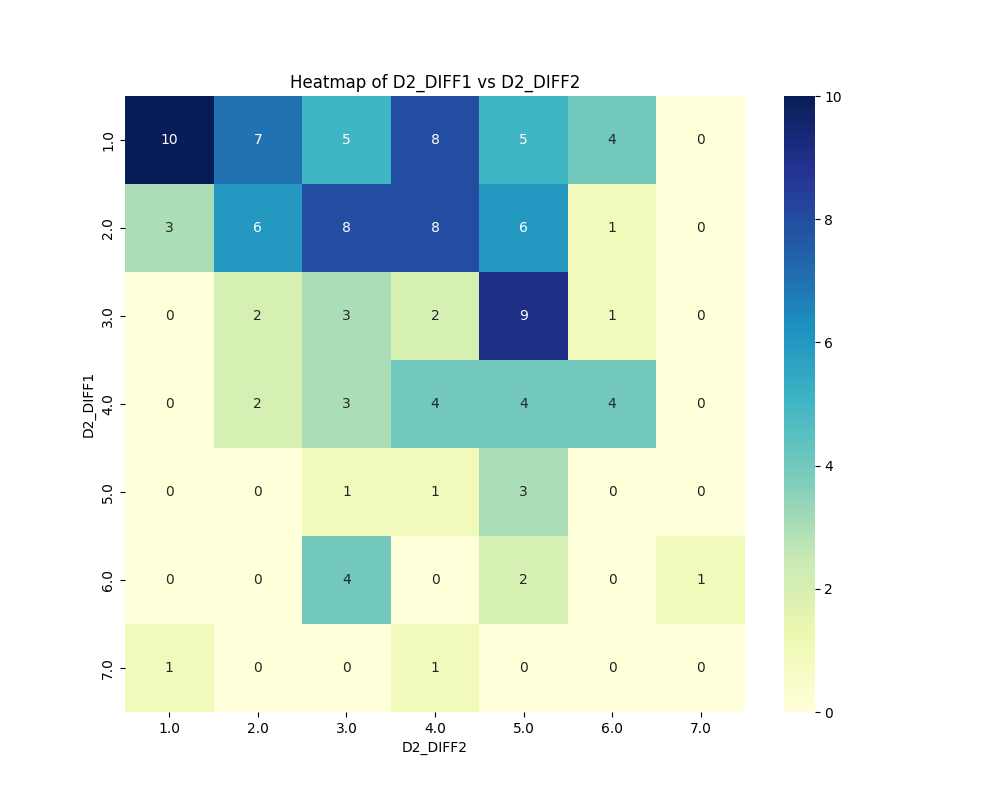 Heatmap of D2_DIFF1 vs D2_DIFF2
10
1.0 10 7 5 8 5 4 0
8
2.0 3 6 8 8 6 1 0
3.0 0 2 3 2 9 1 0
6
D2_DIFF1
4.0 0 2 3 4 4 4 0
4
5.0 0 0 1 1 3 0 0
6.0 0 0 4 0 2 0 1
2
7.0 1 0 0 1 0 0 0
0
1.0 2.0 3.0 4.0 5.0 6.0 7.0
D2_DIFF2